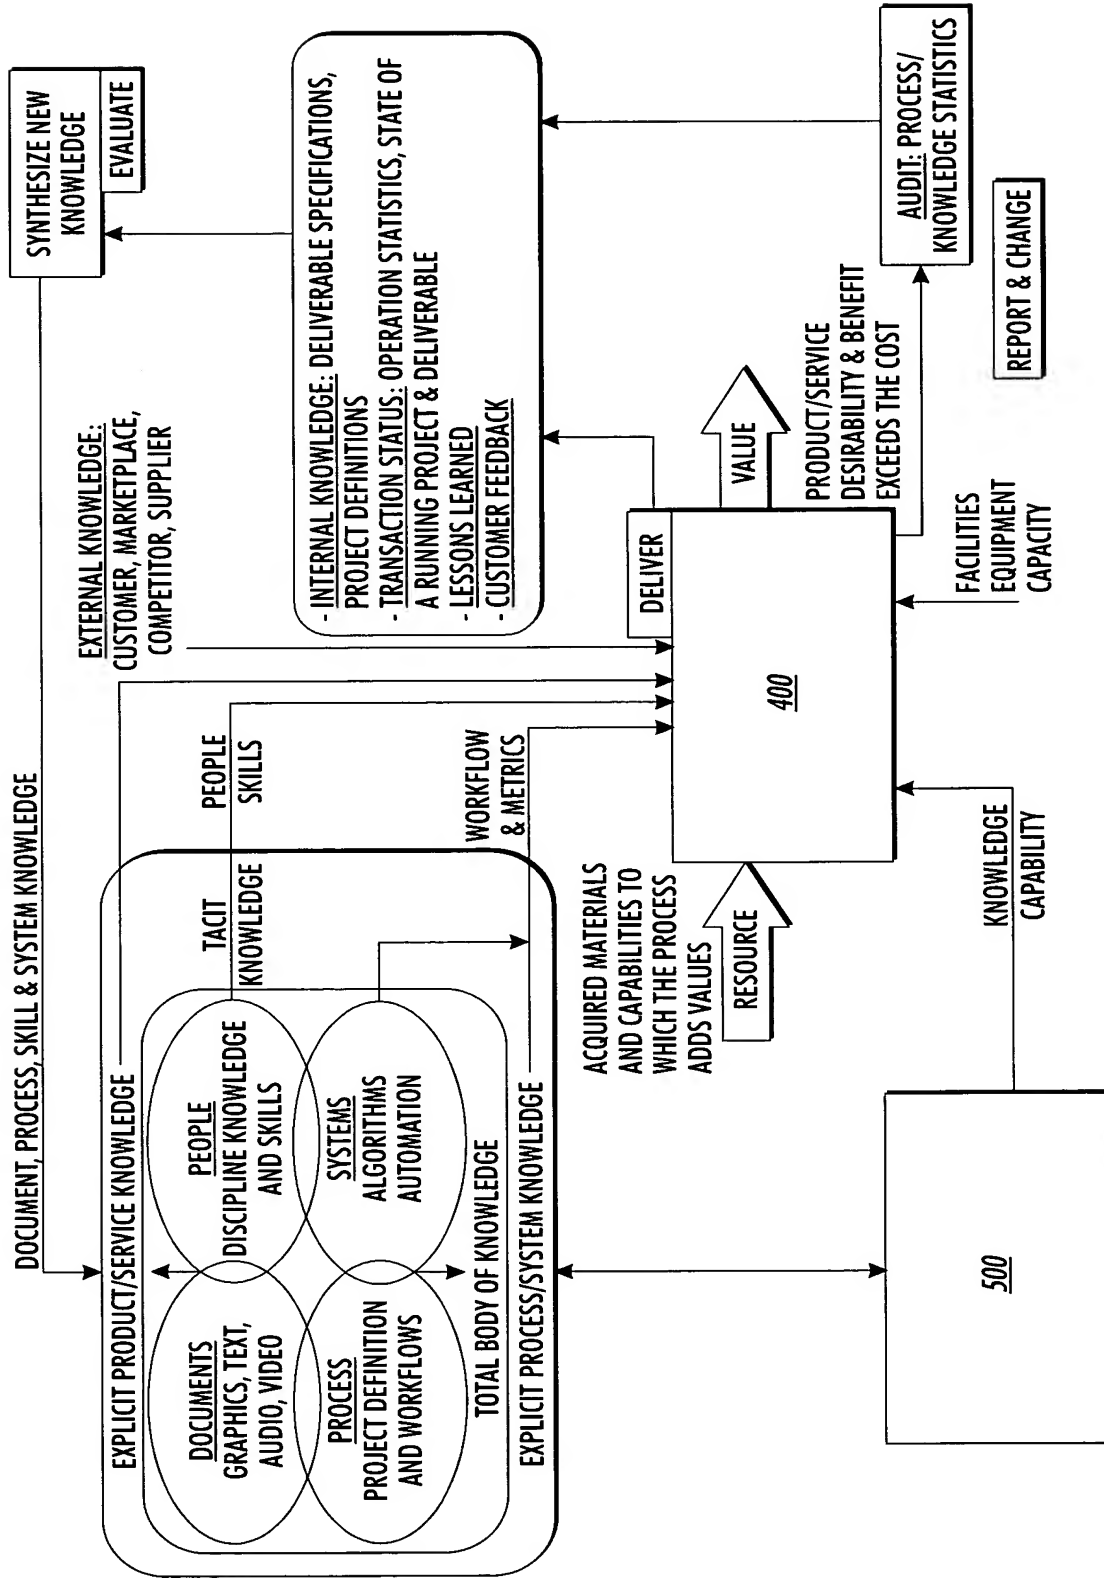 DOCUMENT, PROCESS, SKILL & SYSTEM KNOWLEDGE
SYNTHESIZE NEW
KNOWLEDGE
EVALUATE
EXTERNAL KNOWLEDGE:
CUSTOMER, MARKETPLACE,
COMPETITOR, SUPPLIER
EXPLICIT PRODUCT/SERVICE KNOWLEDGE
DOCUMENTS
GRAPHICS, TEXT,
AUDIO, VIDEO
PEOPLE
DISCIPLINE KNOWLEDGE
AND SKILLS
PROCESS
PROJECT DEFINITION
AND WORKFLOWS
SYSTEMS
ALGORITHMS
AUTOMATION
TOTAL BODY OF KNOWLEDGE
EXPLICIT PROCESS/SYSTEM KNOWLEDGE
TACIT
KNOWLEDGE
PEOPLE
SKILLS
WORKFLOW
& METRICS
- INTERNAL KNOWLEDGE: DELIVERABLE SPECIFICATIONS,
PROJECT DEFINITIONS
- TRANSACTION STATUS: OPERATION STATISTICS, STATE OF
A RUNNING PROJECT & DELIVERABLE
- LESSONS LEARNED
- CUSTOMER FEEDBACK
ACQUIRED MATERIALS
AND CAPABILITIES TO
WHICH THE PROCESS
ADDS VALUES
RESOURCE
DELIVER
400
VALUE
PRODUCT/SERVICE
DESIRABILITY & BENEFIT
EXCEEDS THE COST
AUDIT: PROCESS/
KNOWLEDGE STATISTICS
REPORT & CHANGE
FACILITIES
EQUIPMENT
CAPACITY
KNOWLEDGE
CAPABILITY
500